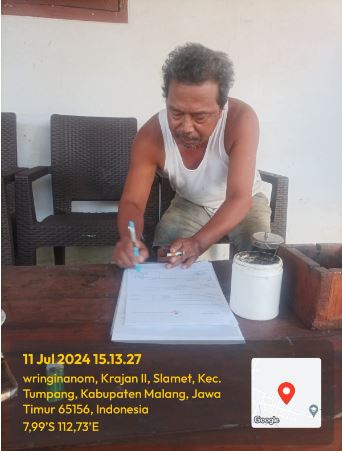 11 Jul 2024 15.13.27
wringinanom, Krajan II, Slamet, Kec.
Tumpang, Kabupaten Malang, Jawa
Timur 65156, Indonesia
7,99'S 112,73'E
Google